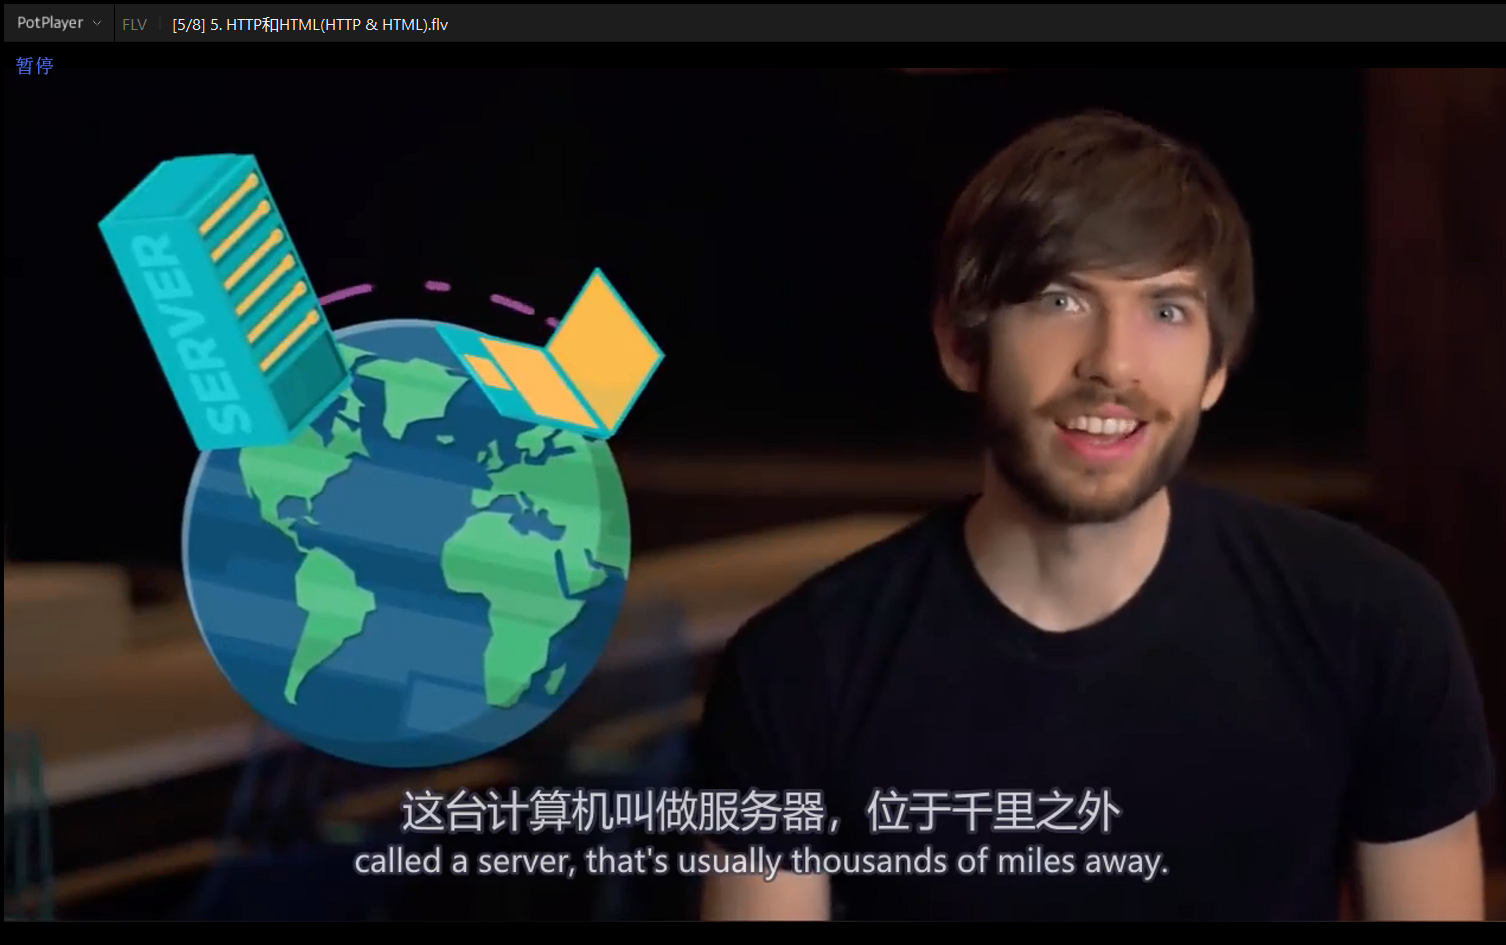 PotPlayer
FLV
[5/8] 5. HTTP和HTML(HTTP & HTML).flv
暂停
SERVER
这台计算机叫做服务器，位于千里之外
called a server, that's usually thousands of miles away.